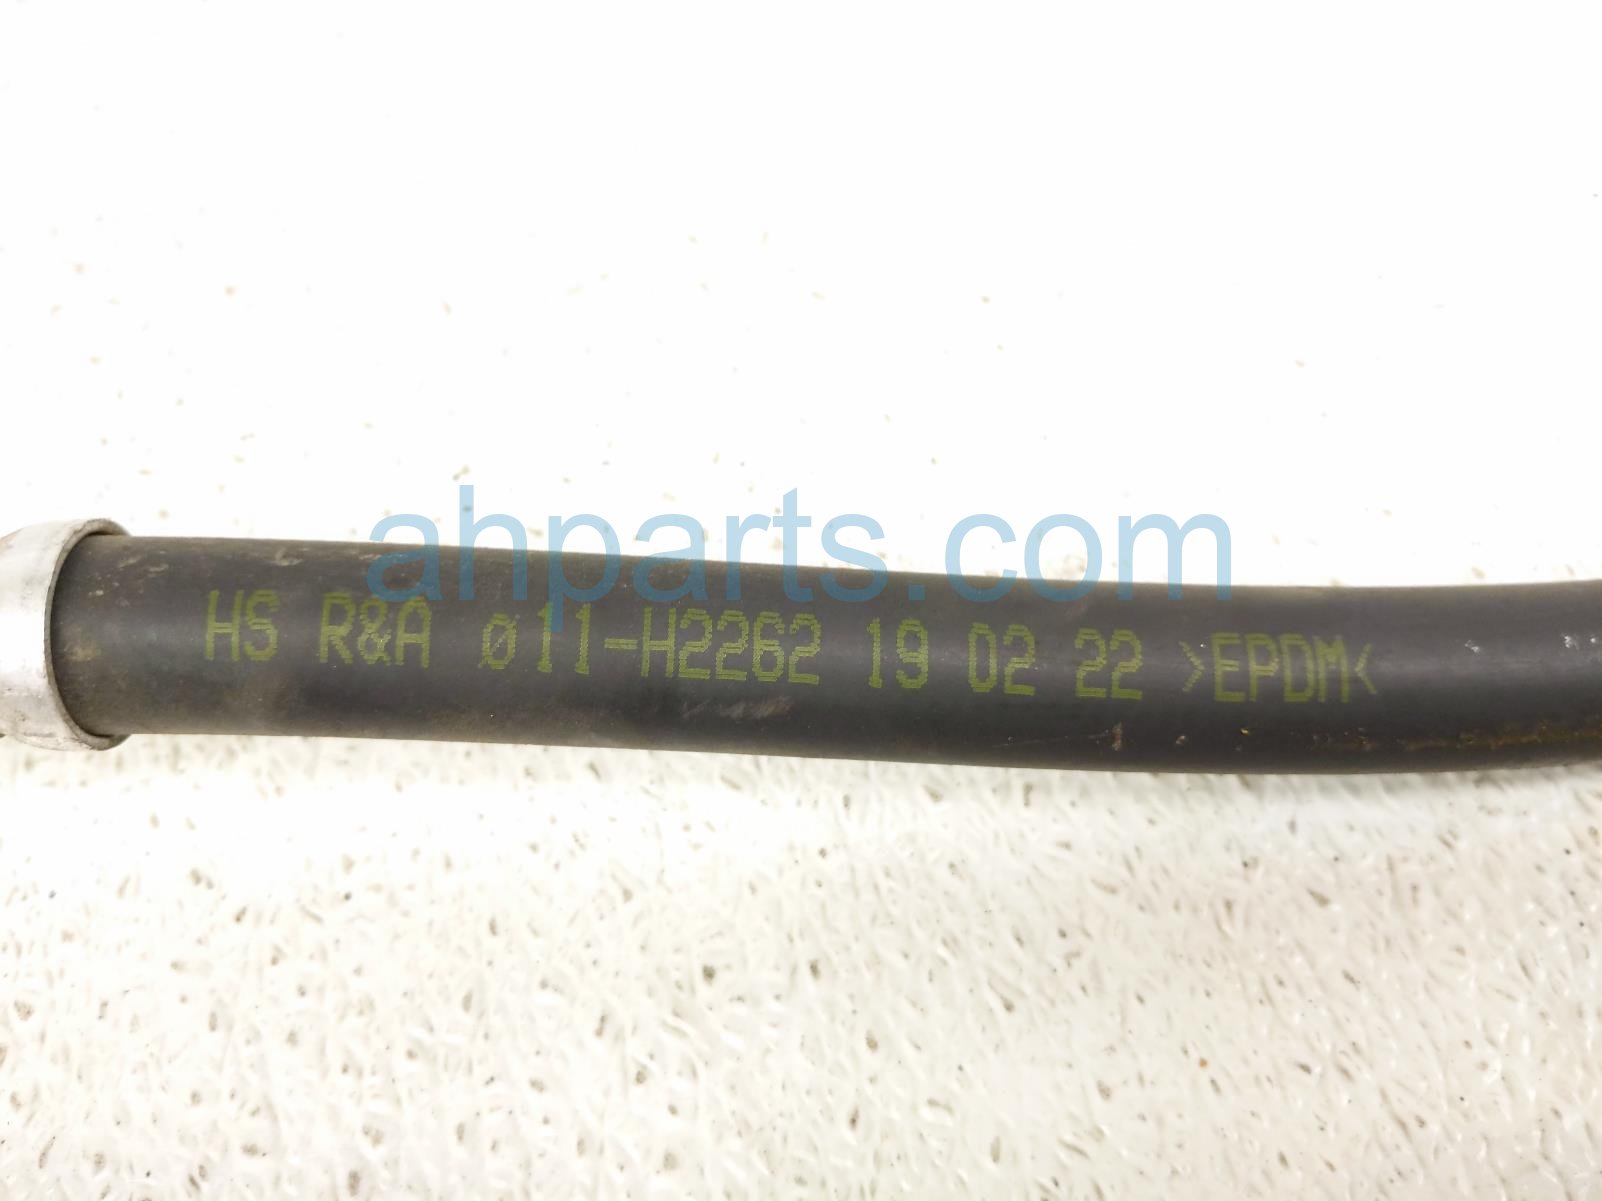 ahparts.com
HS R&A ø11-H2262 19 02 22 >EPDM<